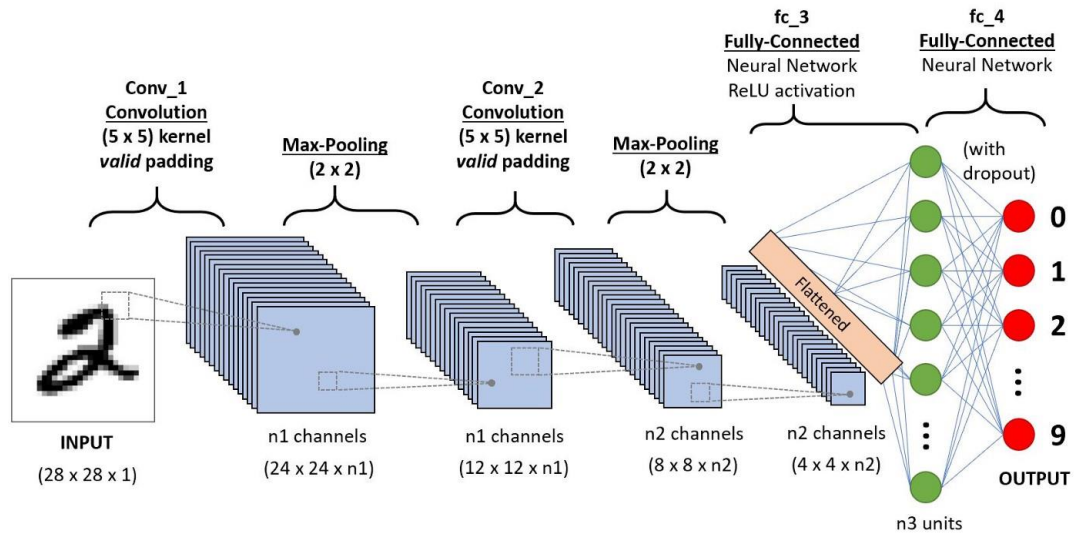 Conv_1
Convolution
(5 x 5) kernel
valid padding
Max-Pooling
(2 x 2)
Conv_2
Convolution
(5 x 5) kernel
valid padding
Max-Pooling
(2 x 2)
fc_3
Fully-Connected
Neural Network
ReLU activation
fc_4
Fully-Connected
Neural Network
(with
dropout)
2
INPUT
(28 x 28 x 1)
n1 channels
(24 x 24 x n1)
n1 channels
(12 x 12 x n1)
n2 channels
(8 x 8 x n2)
n2 channels
(4 x 4 x n2)
Flattened
n3 units
0
1
2
9
OUTPUT